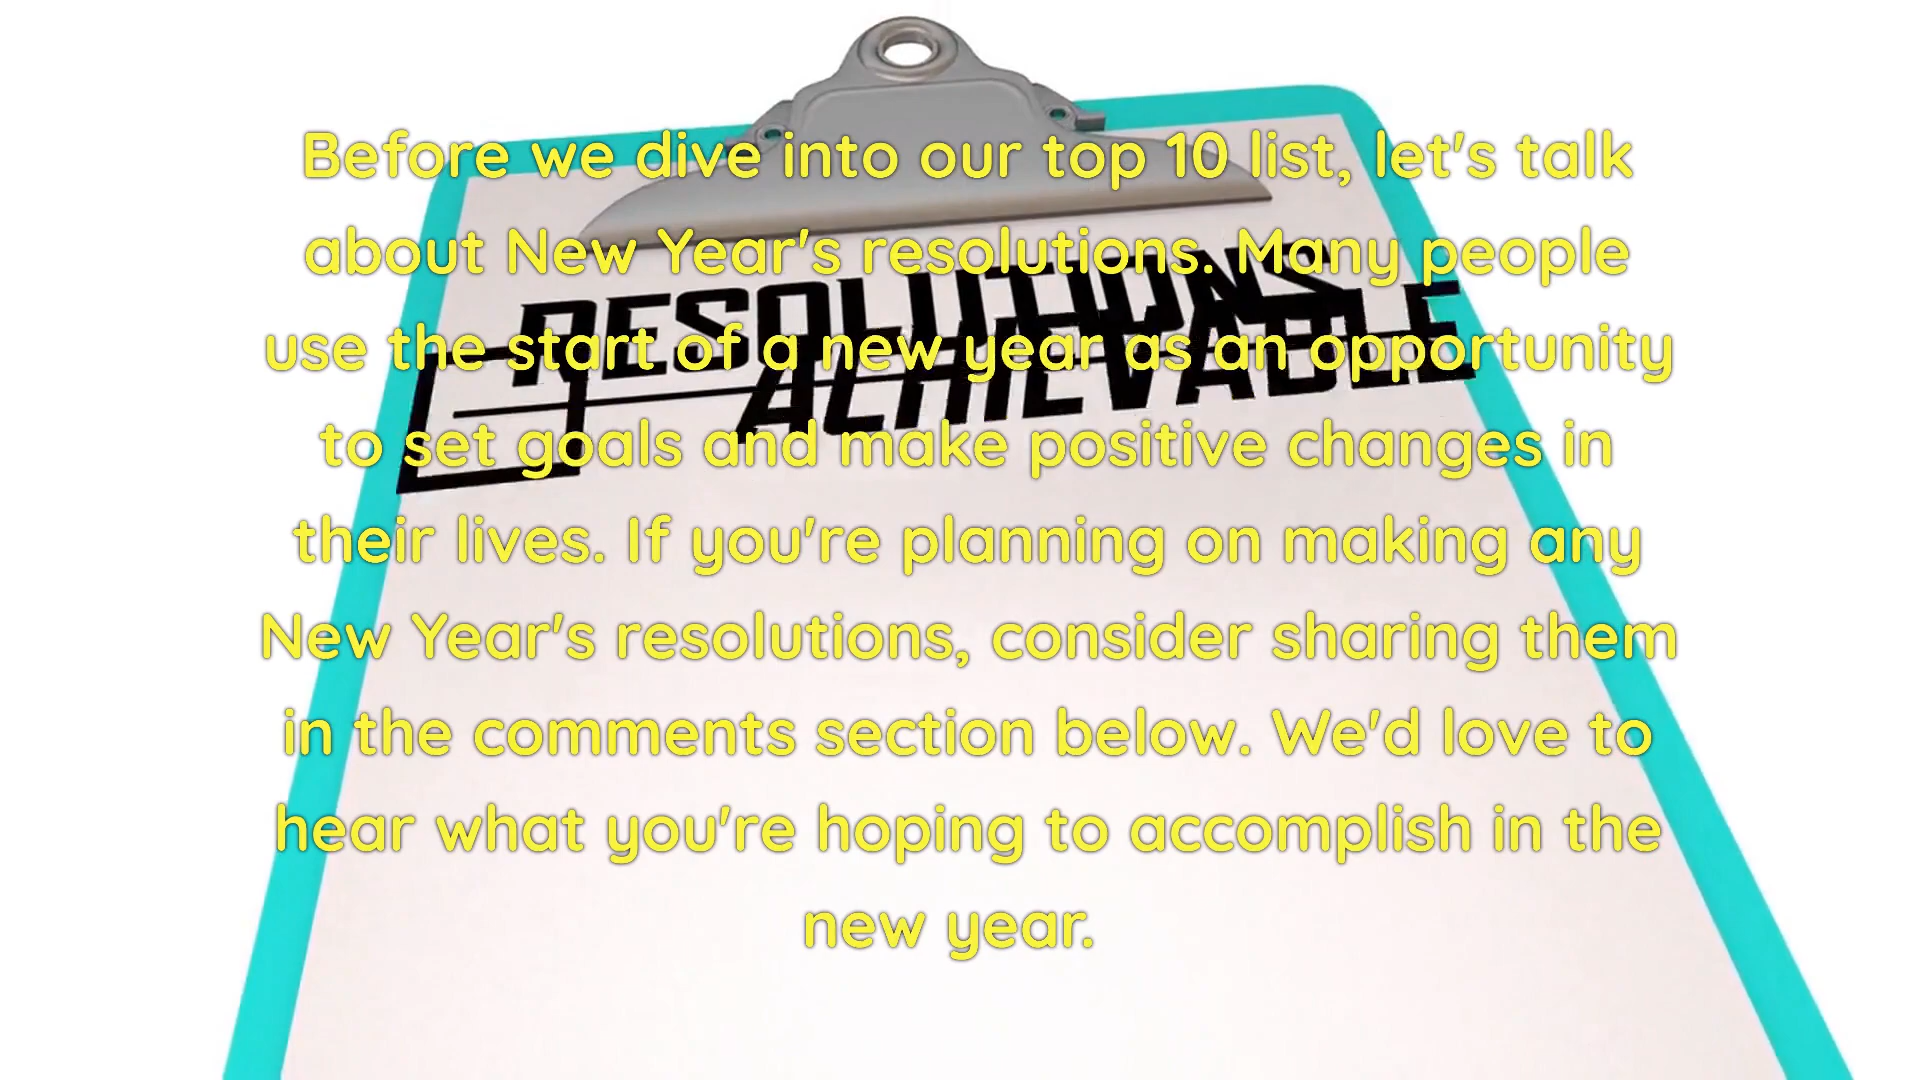 Before we dive into our top 10 list, let's talk
about New Year's resolutions. Many people
use the start of a new year as an opportunity
to set goals and make positive changes in
their lives. If you're planning on making any
New Year's resolutions, consider sharing them
in the comments section below. We'd love to
hear what you're hoping to accomplish in the
new year.
RESOLUTIONS
ACHIEVABLE